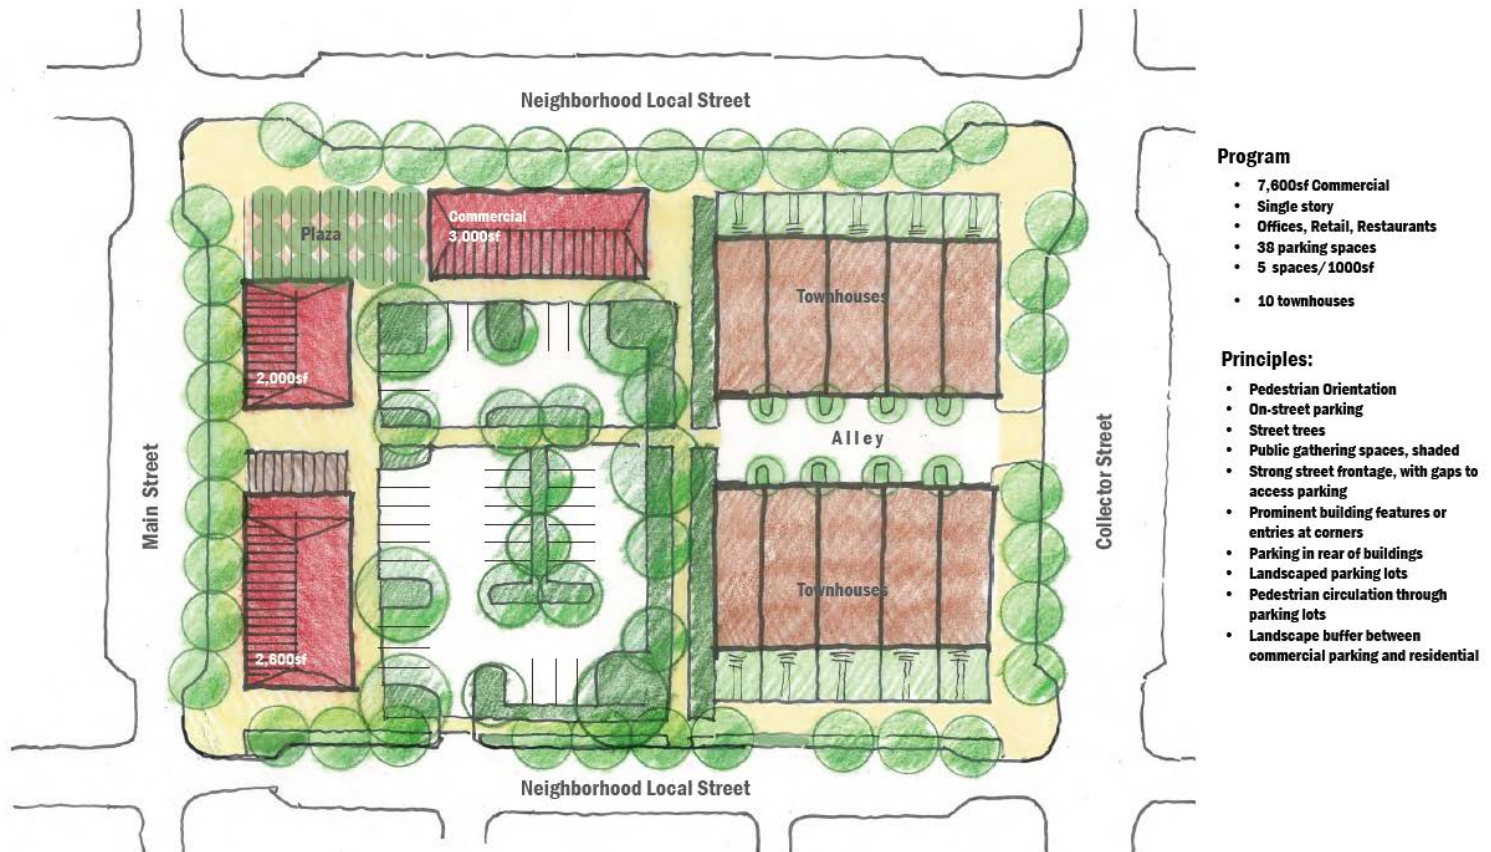 Neighborhood Local Street
Plaza
Commercial
3,000sf
2,000sf
Townhouses
Alley
Main Street
Collector Street
2,600sf
Townhouses
Neighborhood Local Street
Program
• 7,600sf Commercial
• Single story
• Offices, Retail, Restaurants
• 38 parking spaces
• 5 spaces/1000sf
• 10 townhouses
Principles:
• Pedestrian Orientation
• On-street parking
• Street trees
• Public gathering spaces, shaded
• Strong street frontage, with gaps to
access parking
• Prominent building features or
entries at corners
• Parking in rear of buildings
• Landscaped parking lots
• Pedestrian circulation through
parking lots
• Landscape buffer between
commercial parking and residential